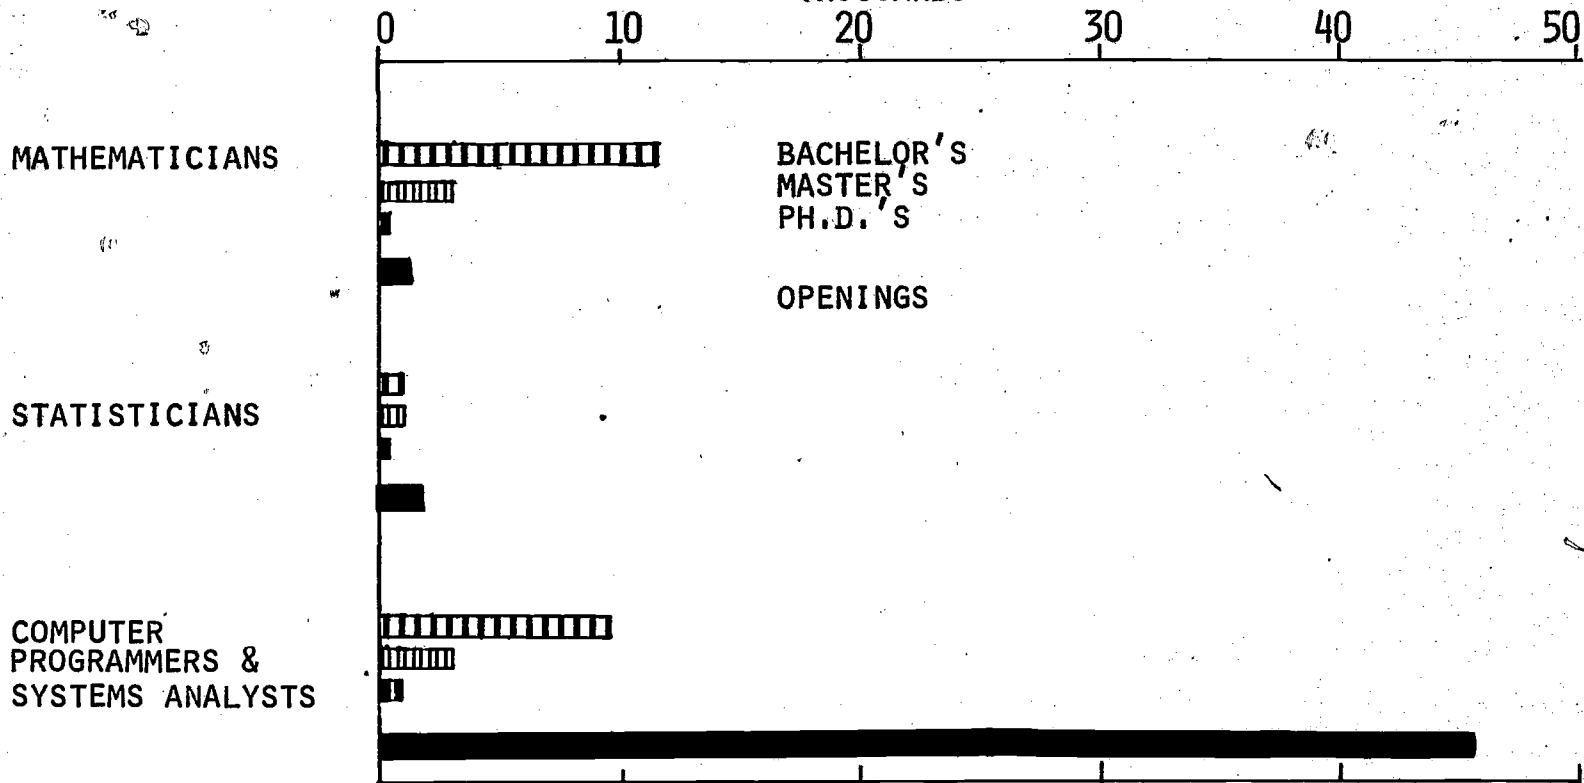 0 10 20 30 40 50
MATHEMATICIANS
BACHELOR'S
MASTER'S
PH.D.'S
OPENINGS
STATISTICIANS
COMPUTER
PROGRAMMERS &
SYSTEMS ANALYSTS